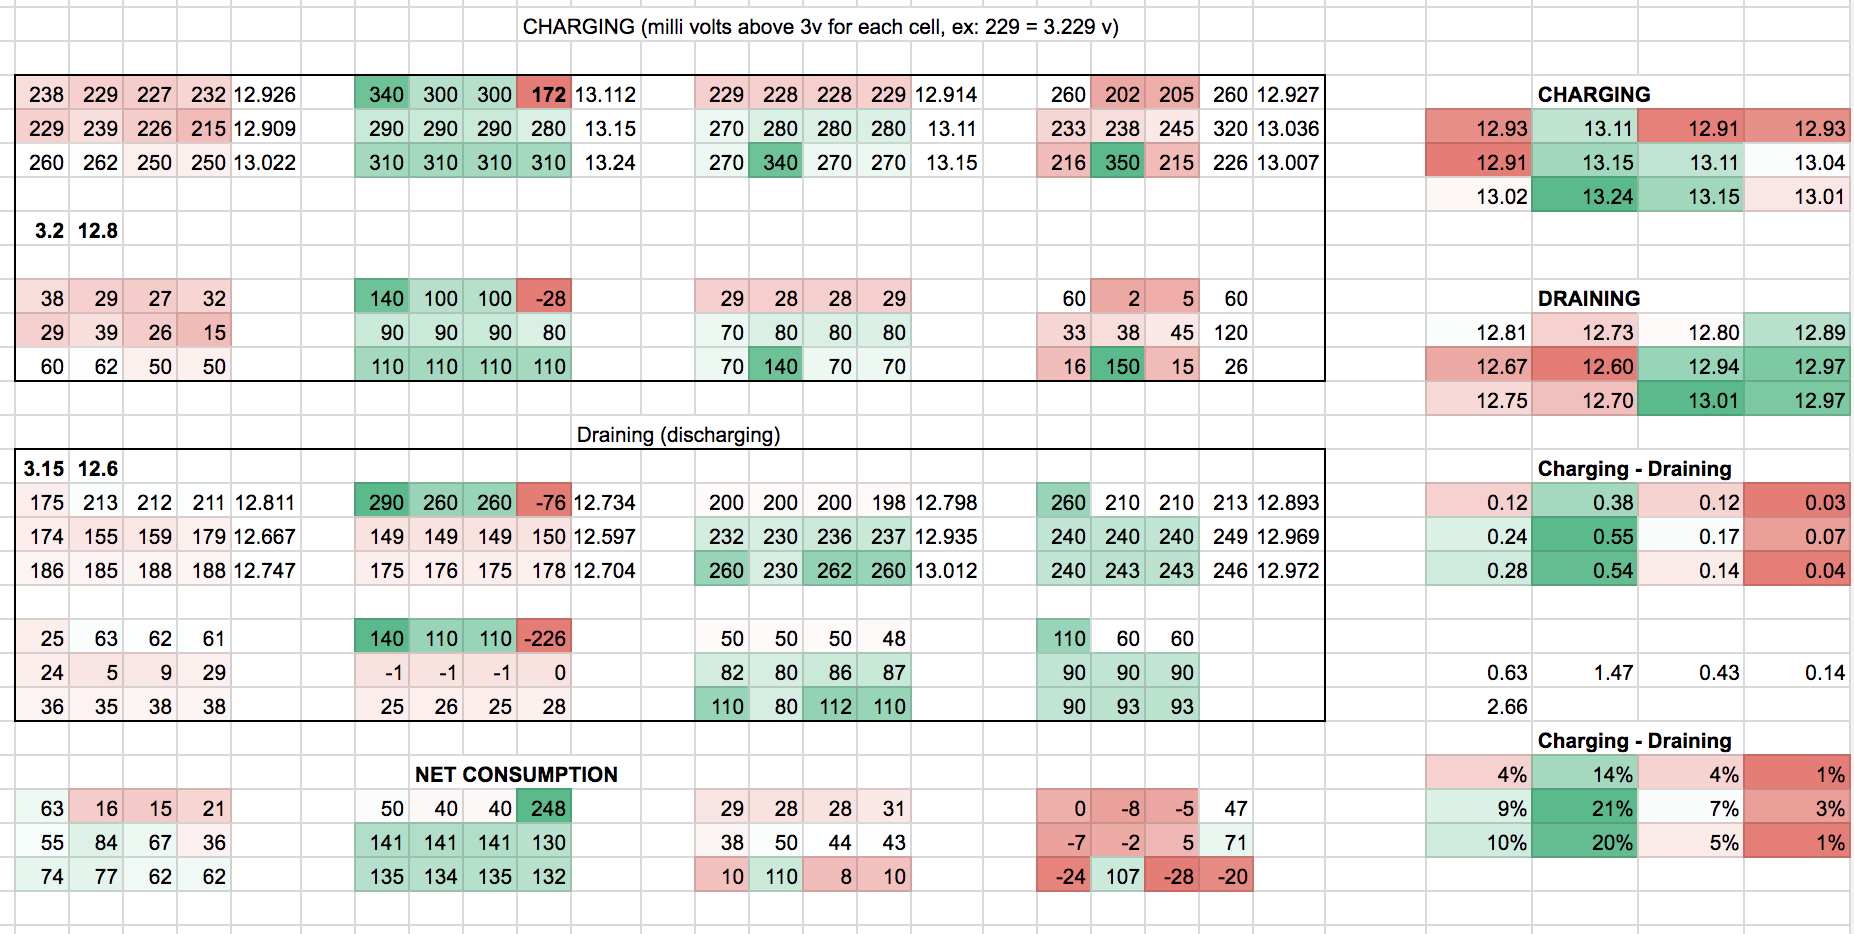 CHARGING (milli volts above 3v for each cell, ex: 229 = 3.229 v)
238 229 227 232 12.926 340 300 300 172 13.112 229 228 228 229 12.914 260 202 205 260 12.927 CHARGING
229 239 226 215 12.909 290 290 290 280 13.15 270 280 280 280 13.11 233 238 245 320 13.036 12.93 13.11 12.91 12.93
260 262 250 250 13.022 310 310 310 310 13.24 270 340 270 270 13.15 216 350 215 226 13.007 12.91 13.15 13.11 13.04
13.02 13.24 13.15 13.01
3.2 12.8
38 29 27 32 140 100 100 -28 29 28 28 29 60 2 5 60 DRAINING
29 39 26 15 90 90 90 80 70 80 80 80 33 38 45 120 12.81 12.73 12.80 12.89
60 62 50 50 110 110 110 110 70 140 70 70 16 150 15 26 12.67 12.60 12.94 12.97
12.75 12.70 13.01 12.97
Draining (discharging)
3.15 12.6 Charging - Draining
175 213 212 211 12.811 290 260 260 -76 12.734 200 200 200 198 12.798 260 210 210 213 12.893 0.12 0.38 0.12 0.03
174 155 159 179 12.667 149 149 149 150 12.597 232 230 236 237 12.935 240 240 240 249 12.969 0.24 0.55 0.17 0.07
186 185 188 188 12.747 175 176 175 178 12.704 260 230 262 260 13.012 240 243 243 246 12.972 0.28 0.54 0.14 0.04
25 63 62 61 140 110 110 -226 50 50 50 48 110 60 60
24 5 9 29 -1 -1 -1 0 82 80 86 87 90 90 90 0.63 1.47 0.43 0.14
36 35 38 38 25 26 25 28 110 80 112 110 90 93 93 2.66
Charging - Draining
NET CONSUMPTION 4% 14% 4% 1%
63 16 15 21 50 40 40 248 29 28 28 31 0 -8 -5 47 9% 21% 7% 3%
55 84 67 36 141 141 141 130 38 50 44 43 -7 -2 5 71 10% 20% 5% 1%
74 77 62 62 135 134 135 132 10 110 8 10 -24 107 -28 -20